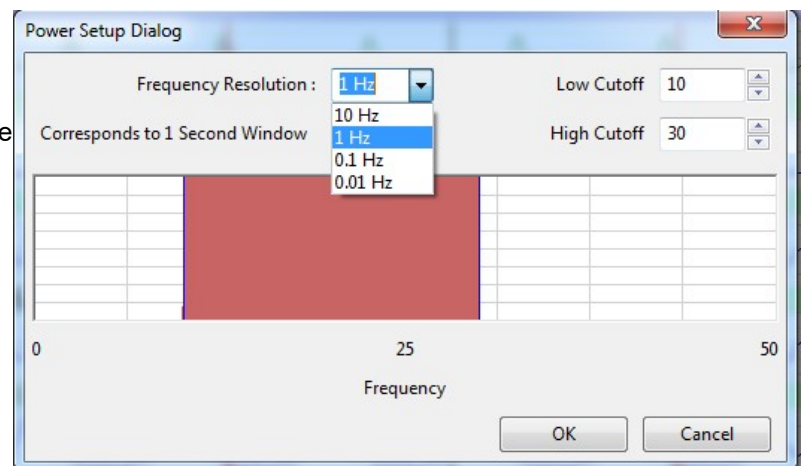 Power Setup Dialog
Frequency Resolution : 1 Hz Low Cutoff 10
10 Hz
e Corresponds to 1 Second Window 1 Hz High Cutoff 30
0.1 Hz
0.01 Hz
0 25 50
Frequency
OK Cancel